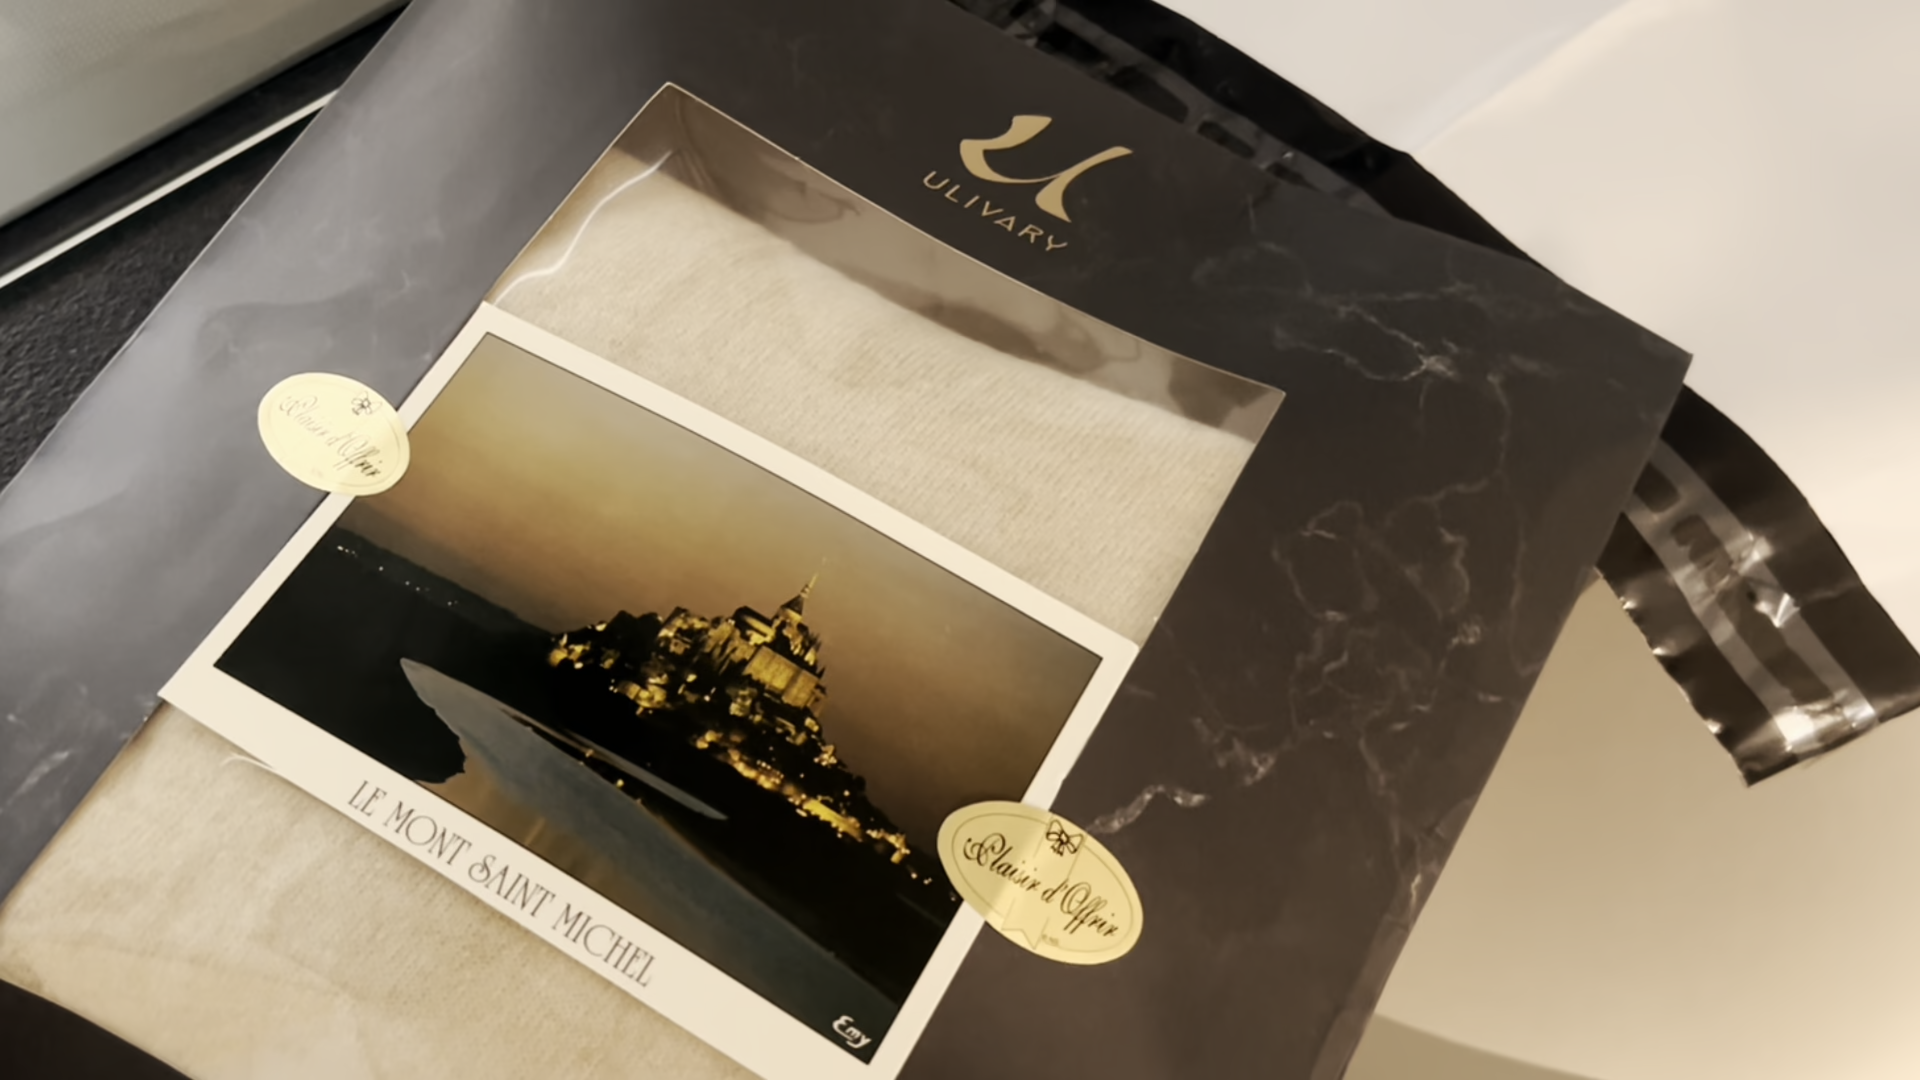 ULIVARY
Plaisir d'Offrir
LE MONT SAINT MICHEL
Plaisir d'Offrir
Emy